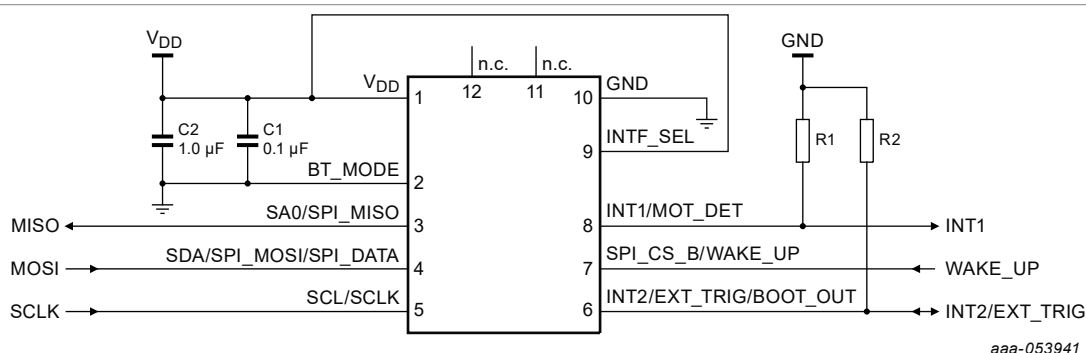 VDD
GND
n.c.
n.c.
VDD
1
12
11
10
GND
C2
1.0 µF
C1
0.1 µF
INTF_SEL
9
R1
R2
BT_MODE
2
MISO
SA0/SPI_MISO
3
8
INT1/MOT_DET
INT1
MOSI
SDA/SPI_MOSI/SPI_DATA
4
7
SPI_CS_B/WAKE_UP
WAKE_UP
SCLK
SCL/SCLK
5
6
INT2/EXT_TRIG/BOOT_OUT
INT2/EXT_TRIG
aaa-053941